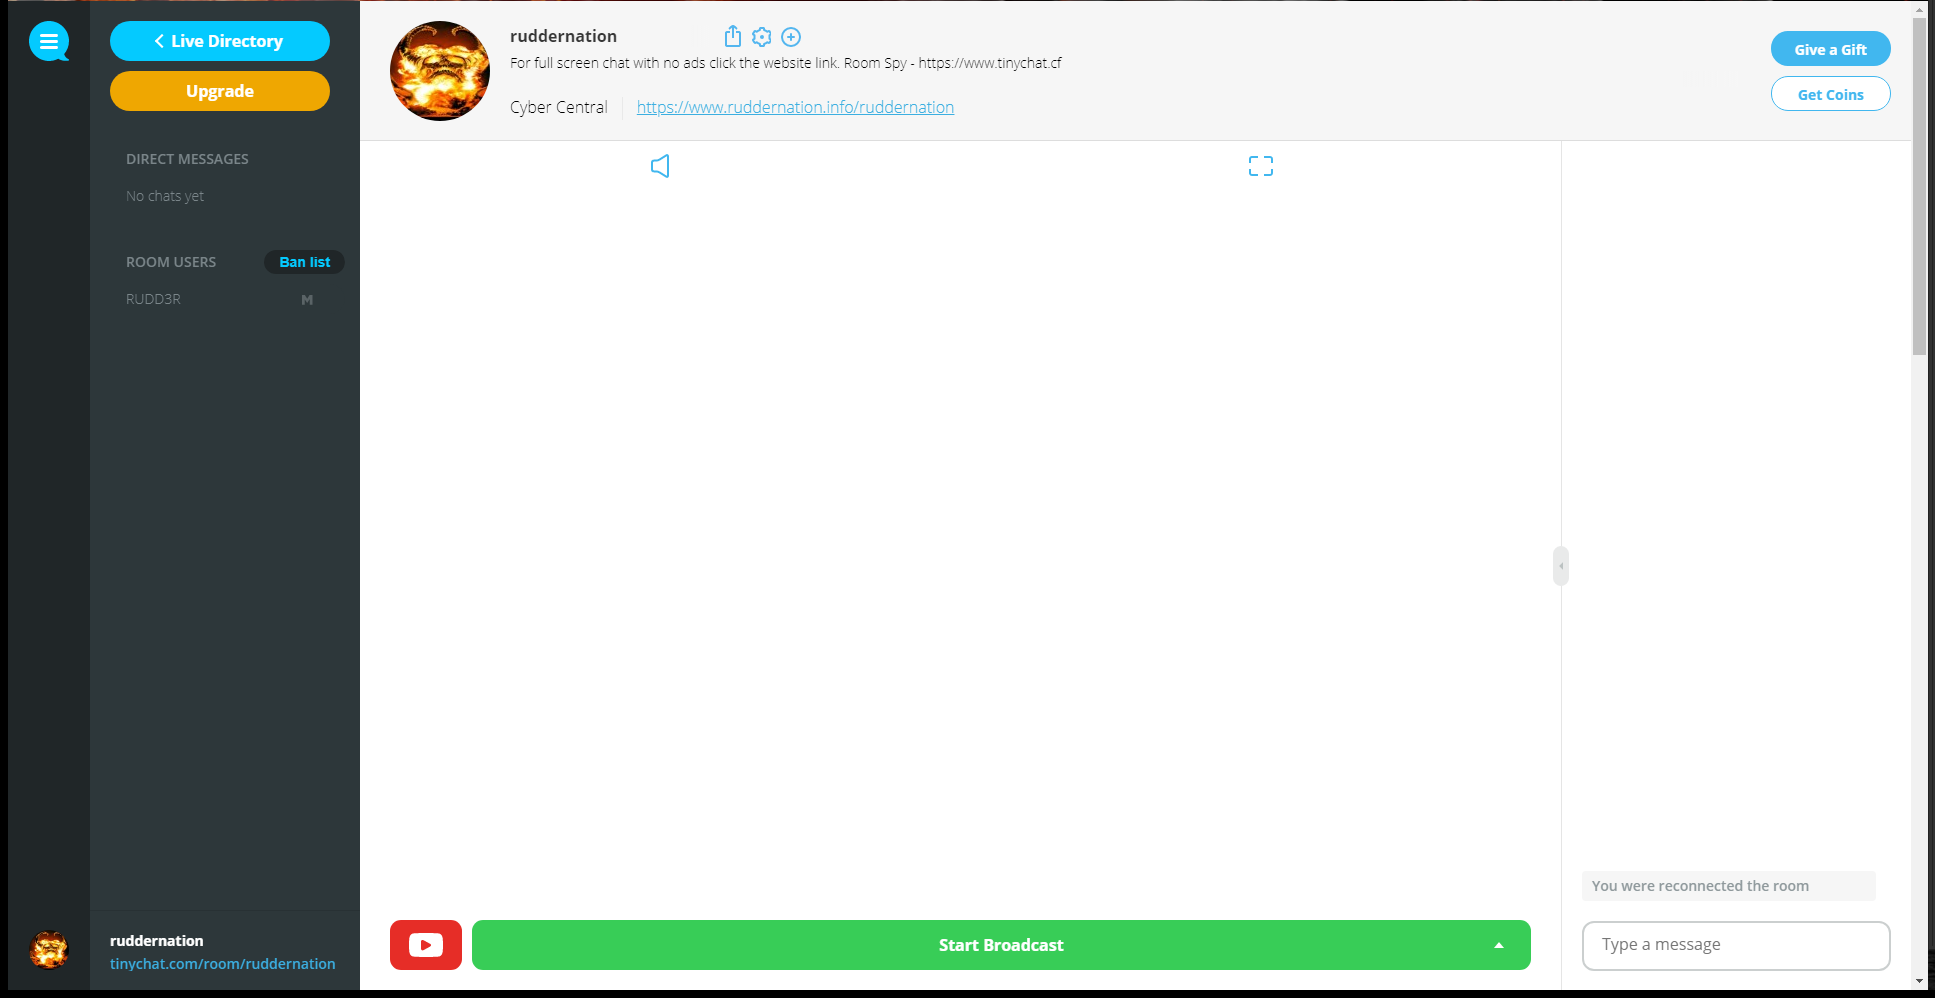 Live Directory
Upgrade
DIRECT MESSAGES
No chats yet
ROOM USERS
Ban list
RUDD3R
M
ruddernation
tinychat.com/room/ruddernation
ruddernation
For full screen chat with no ads click the website link. Room Spy - https://www.tinychat.cf
Cyber Central
https://www.ruddernation.info/ruddernation
Give a Gift
Get Coins
Start Broadcast
You were reconnected the room
Type a message